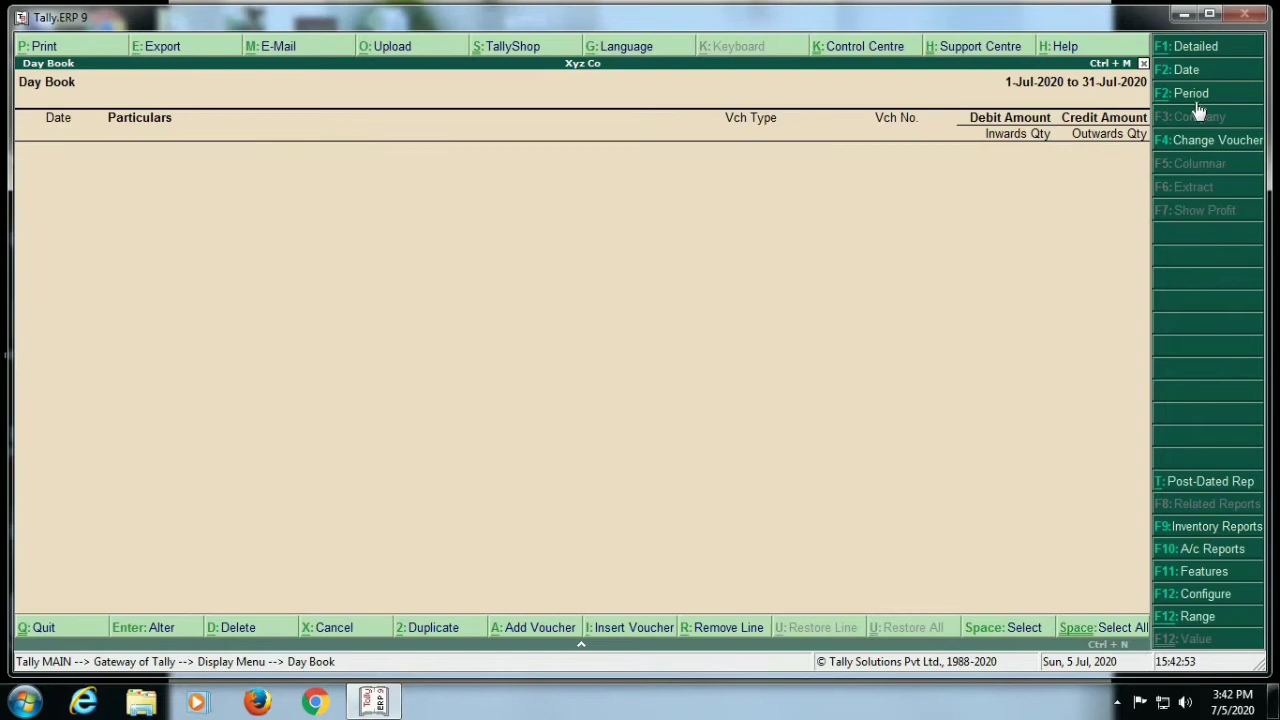 Tally.ERP 9
P: Print E: Export M: E-Mail O: Upload S: TallyShop G: Language K: Keyboard K: Control Centre H: Support Centre H: Help
Day Book Xyz Co Ctrl + M
Day Book 1-Jul-2020 to 31-Jul-2020
Date Particulars Vch Type Vch No. Debit Amount Credit Amount
Inwards Qty Outwards Qty
F1: Detailed
F2: Date
F2: Period
F3: Company
F4: Change Voucher
F5: Columnar
F6: Extract
F7: Show Profit
T: Post-Dated Rep
F8: Related Reports
F9: Inventory Reports
F10: A/c Reports
F11: Features
F12: Configure
F12: Range
F12: Value
Q: Quit Enter: Alter D: Delete X: Cancel 2: Duplicate A: Add Voucher I: Insert Voucher R: Remove Line U: Restore Line U: Restore All Space: Select Space: Select All
Ctrl + N
Tally MAIN --> Gateway of Tally --> Display Menu --> Day Book © Tally Solutions Pvt Ltd., 1988-2020 Sun, 5 Jul, 2020 15:42:53
ERP 9
3:42 PM
7/5/2020